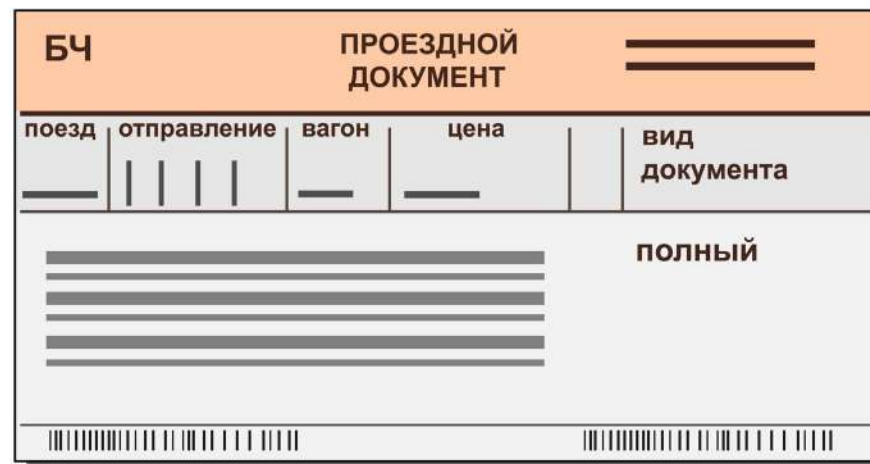 БЧ
ПРОЕЗДНОЙ
ДОКУМЕНТ
поезд отправление вагон цена
вид
документа
полный